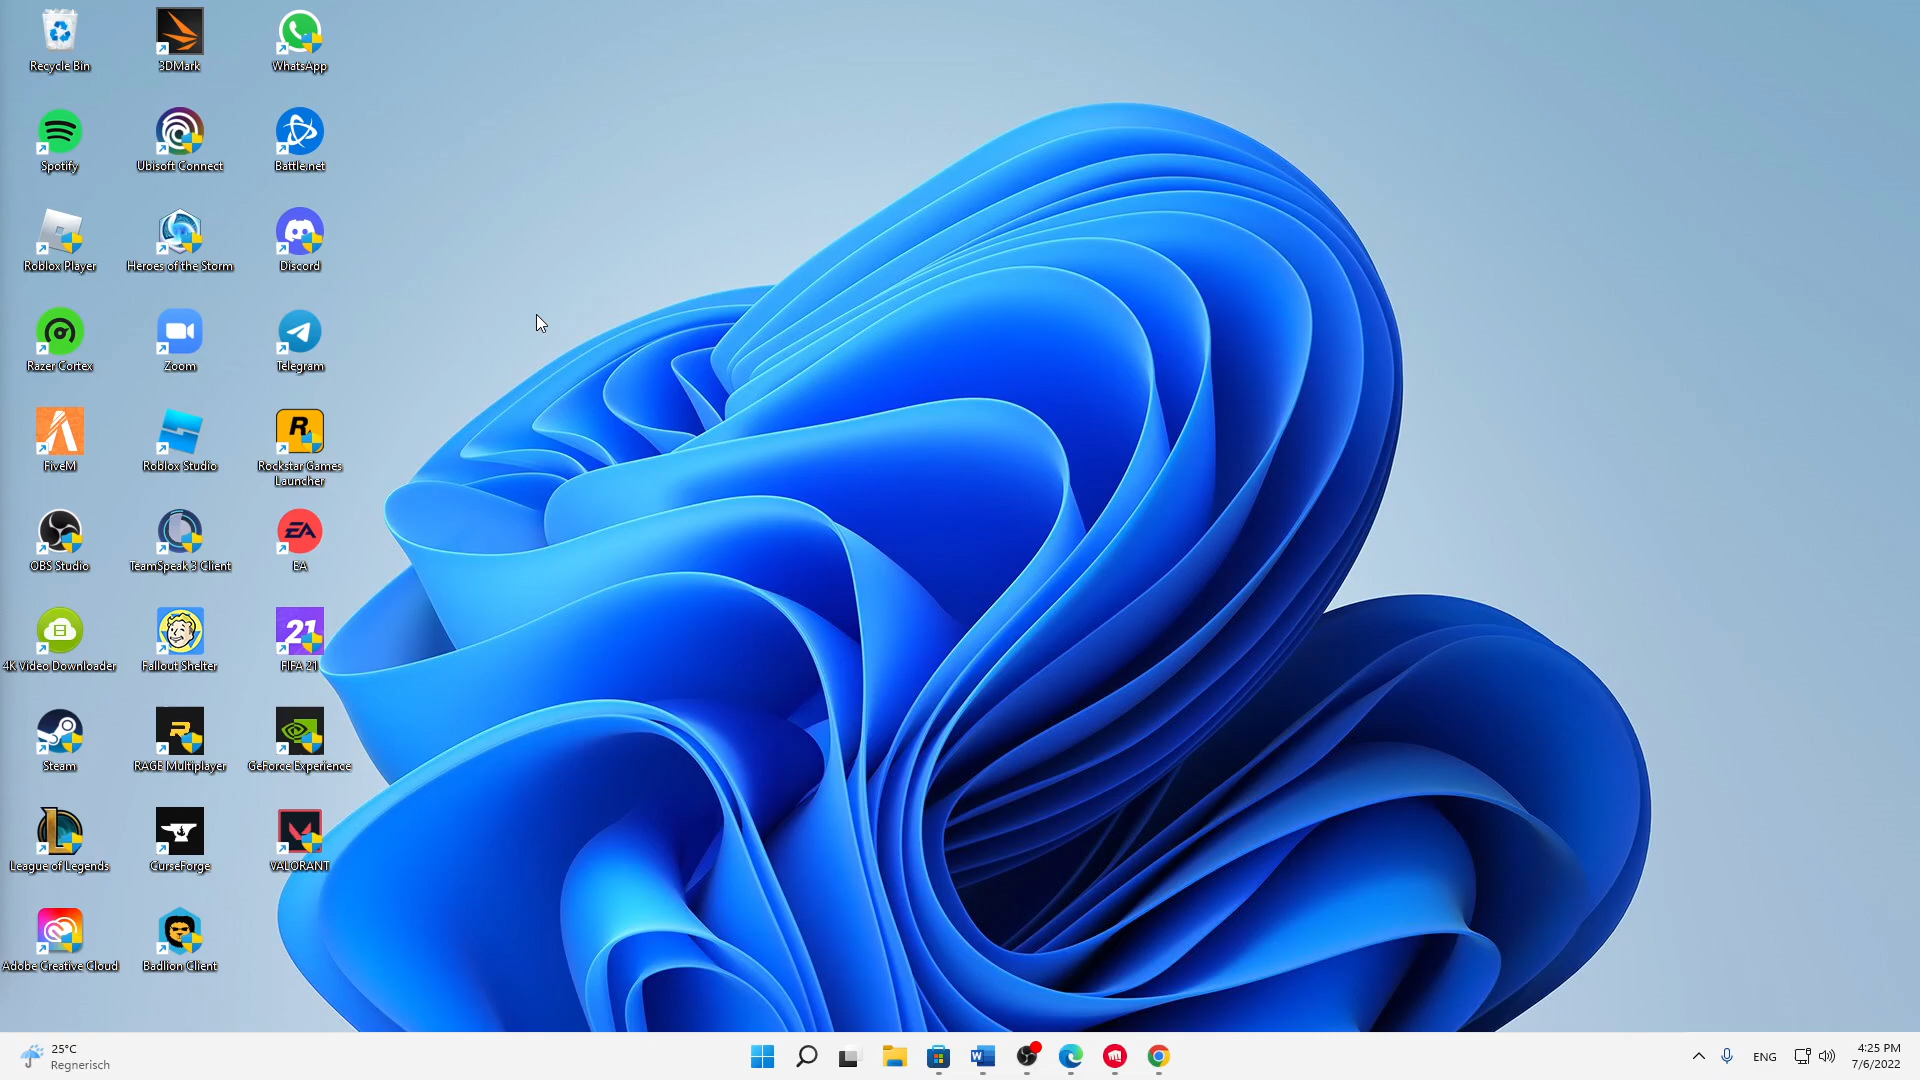 Recycle Bin
3DMark
WhatsApp
Spotify
Ubisoft Connect
Battle.net
Roblox Player
Heroes of the Storm
Discord
Razer Cortex
Zoom
Telegram
FiveM
Roblox Studio
R
Rockstar Games
Launcher
OBS Studio
TeamSpeak 3 Client
EA
EA
4K Video Downloader
Fallout Shelter
21
FIFA 21
Steam
R
RAGE Multiplayer
GeForce Experience
League of Legends
CurseForge
VALORANT
Adobe Creative Cloud
Badlion Client
25°C
Regnerisch
W
ENG
4:25 PM
7/6/2022